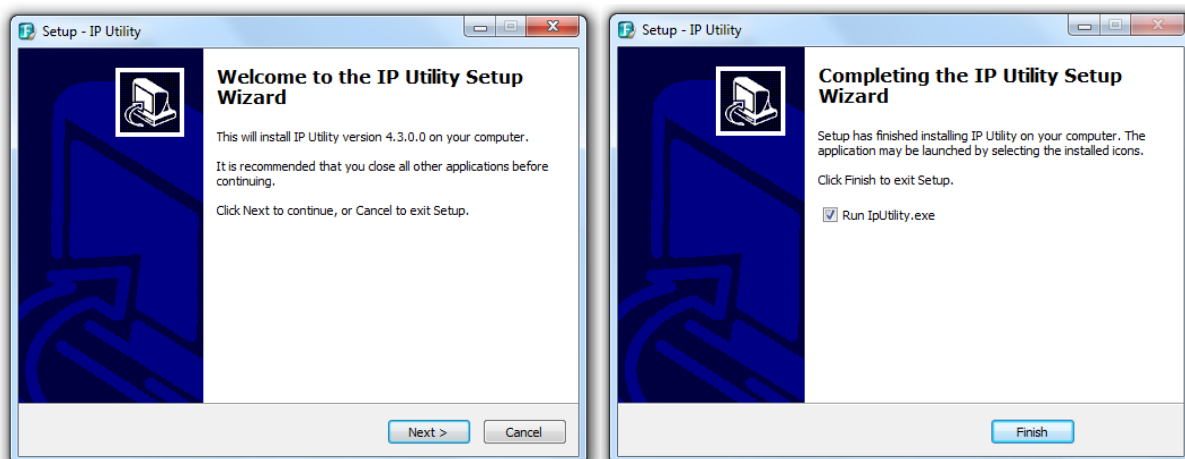 Setup - IP Utility
Welcome to the IP Utility Setup
Wizard
This will install IP Utility version 4.3.0.0 on your computer.
It is recommended that you close all other applications before
continuing.
Click Next to continue, or Cancel to exit Setup.
Next >
Cancel
Setup - IP Utility
Completing the IP Utility Setup
Wizard
Setup has finished installing IP Utility on your computer. The
application may be launched by selecting the installed icons.
Click Finish to exit Setup.
Run IpUtility.exe
Finish